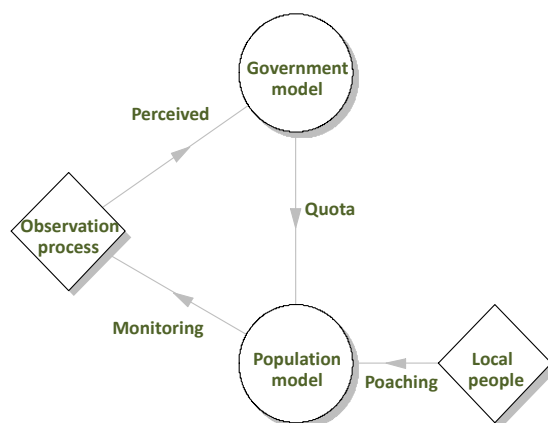 Government
model
Perceived
Quota
Observation
process
Monitoring
Population
model
Poaching
Local
people